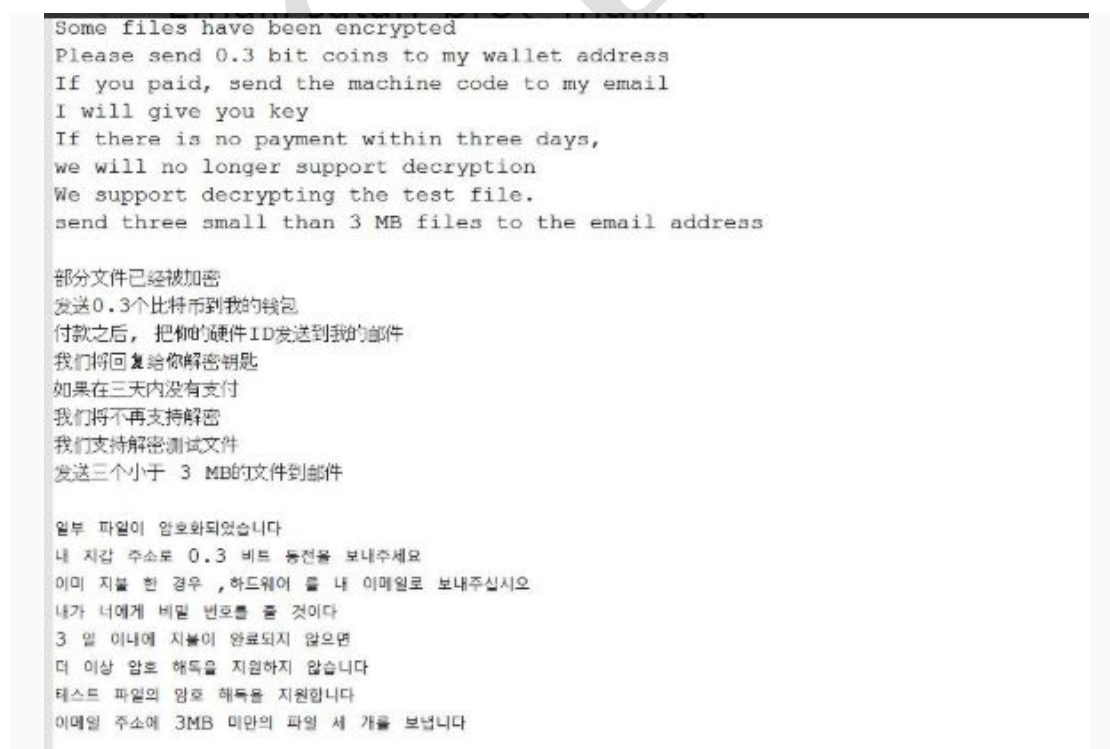 Some files have been encrypted
Please send 0.3 bit coins to my wallet address
If you paid, send the machine code to my email
I will give you key
If there is no payment within three days,
we will no longer support decryption
We support decrypting the test file.
send three small than 3 MB files to the email address
部分文件已经被加密
发送0.3个比特币到我的钱包
付款之后, 把你的硬件ID发送到我的邮件
我们将回复给你解密钥匙
如果在三天内没有支付
我们将不再支持解密
我们支持解密测试文件
发送三个小于 3 MB的文件到邮件
일부 파일이 암호화되었습니다
내 지갑 주소로 0.3 비트 동전을 보내주세요
이미 지불 한 경우 ,하드웨어 를 내 이메일로 보내주십시오
내가 너에게 비밀 번호를 줄 것이다
3 일 이내에 지불이 완료되지 않으면
더 이상 암호 해독을 지원하지 않습니다
테스트 파일의 암호 해독을 지원합니다
이메일 주소에 3MB 미만의 파일 세 개를 보냅니다